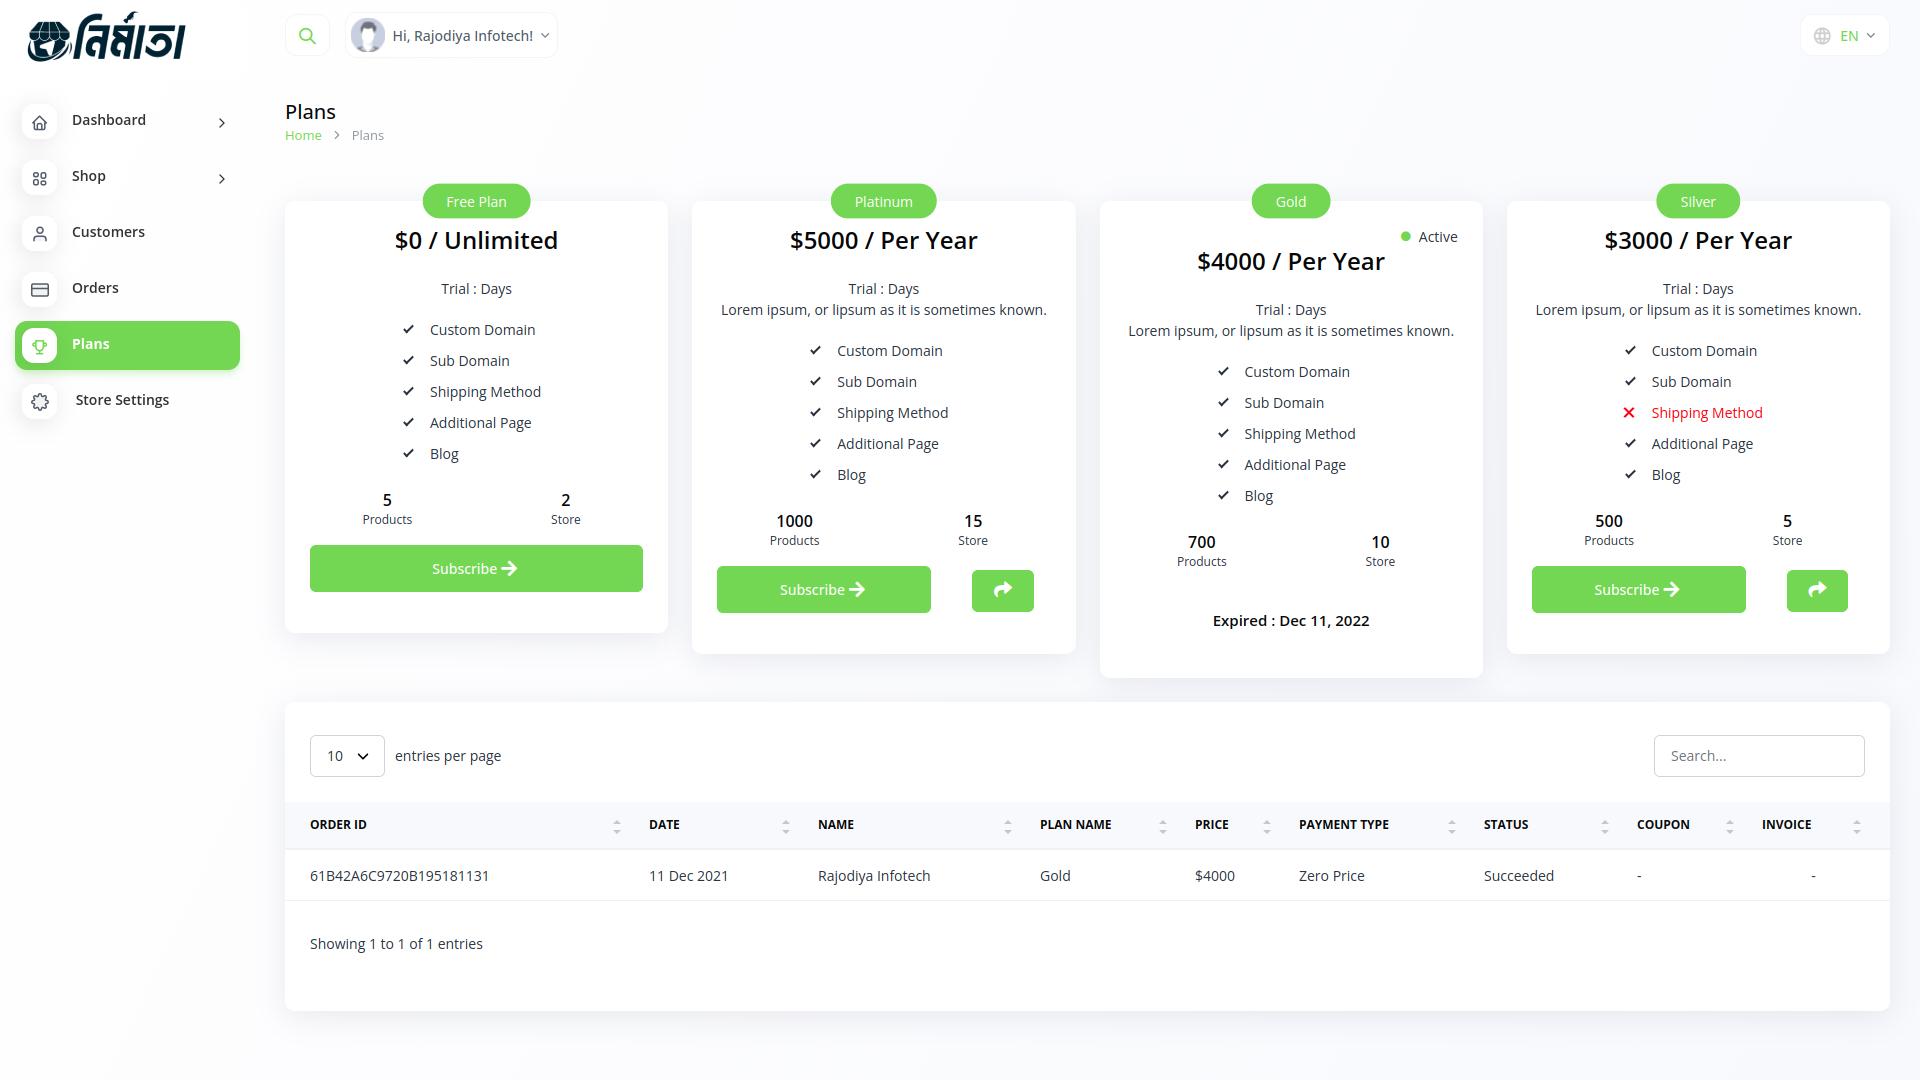 নির্মাতা
Hi, Rajodiya Infotech!
EN
Dashboard
Shop
Customers
Orders
Plans
Store Settings
Plans
Home > Plans
Free Plan
$0 / Unlimited
Trial : Days
Custom Domain
Sub Domain
Shipping Method
Additional Page
Blog
5 2
Products Store
Subscribe
Platinum
$5000 / Per Year
Trial : Days
Lorem ipsum, or lipsum as it is sometimes known.
Custom Domain
Sub Domain
Shipping Method
Additional Page
Blog
1000 15
Products Store
Subscribe
Gold
Active
$4000 / Per Year
Trial : Days
Lorem ipsum, or lipsum as it is sometimes known.
Custom Domain
Sub Domain
Shipping Method
Additional Page
Blog
700 10
Products Store
Expired : Dec 11, 2022
Silver
$3000 / Per Year
Trial : Days
Lorem ipsum, or lipsum as it is sometimes known.
Custom Domain
Sub Domain
Shipping Method
Additional Page
Blog
500 5
Products Store
Subscribe
10 entries per page
Search...
ORDER ID DATE NAME PLAN NAME PRICE PAYMENT TYPE STATUS COUPON INVOICE
61B42A6C9720B195181131 11 Dec 2021 Rajodiya Infotech Gold $4000 Zero Price Succeeded - -
Showing 1 to 1 of 1 entries